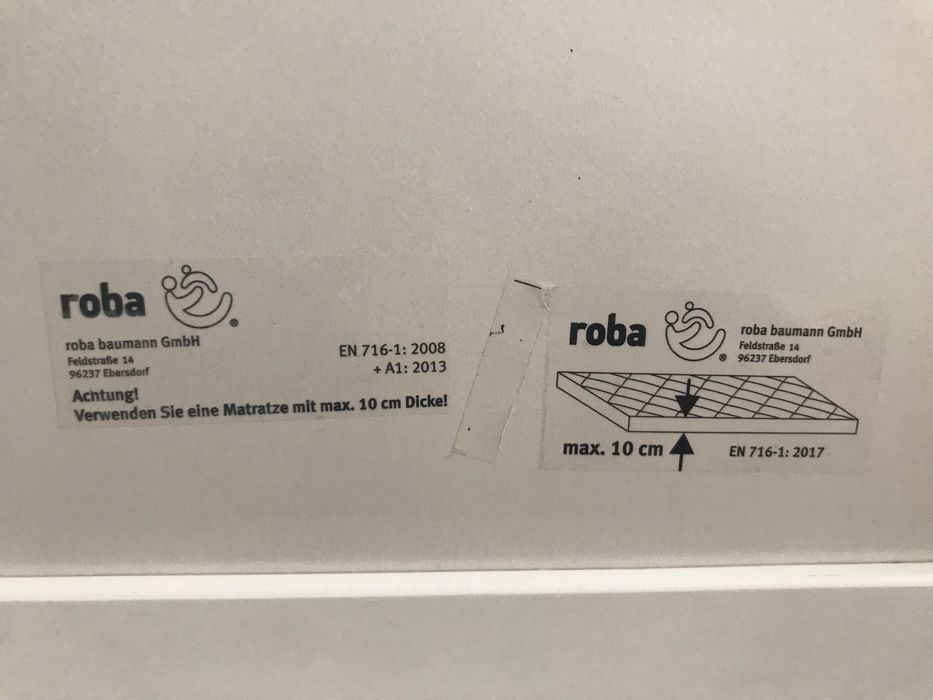 roba
®
roba baumann GmbH
Feldstraße 14
96237 Ebersdorf
EN 716-1: 2008
+ A1: 2013
Achtung!
Verwenden Sie eine Matratze mit max. 10 cm Dicke!
roba
®
roba baumann GmbH
Feldstraße 14
96237 Ebersdorf
max. 10 cm
EN 716-1: 2017